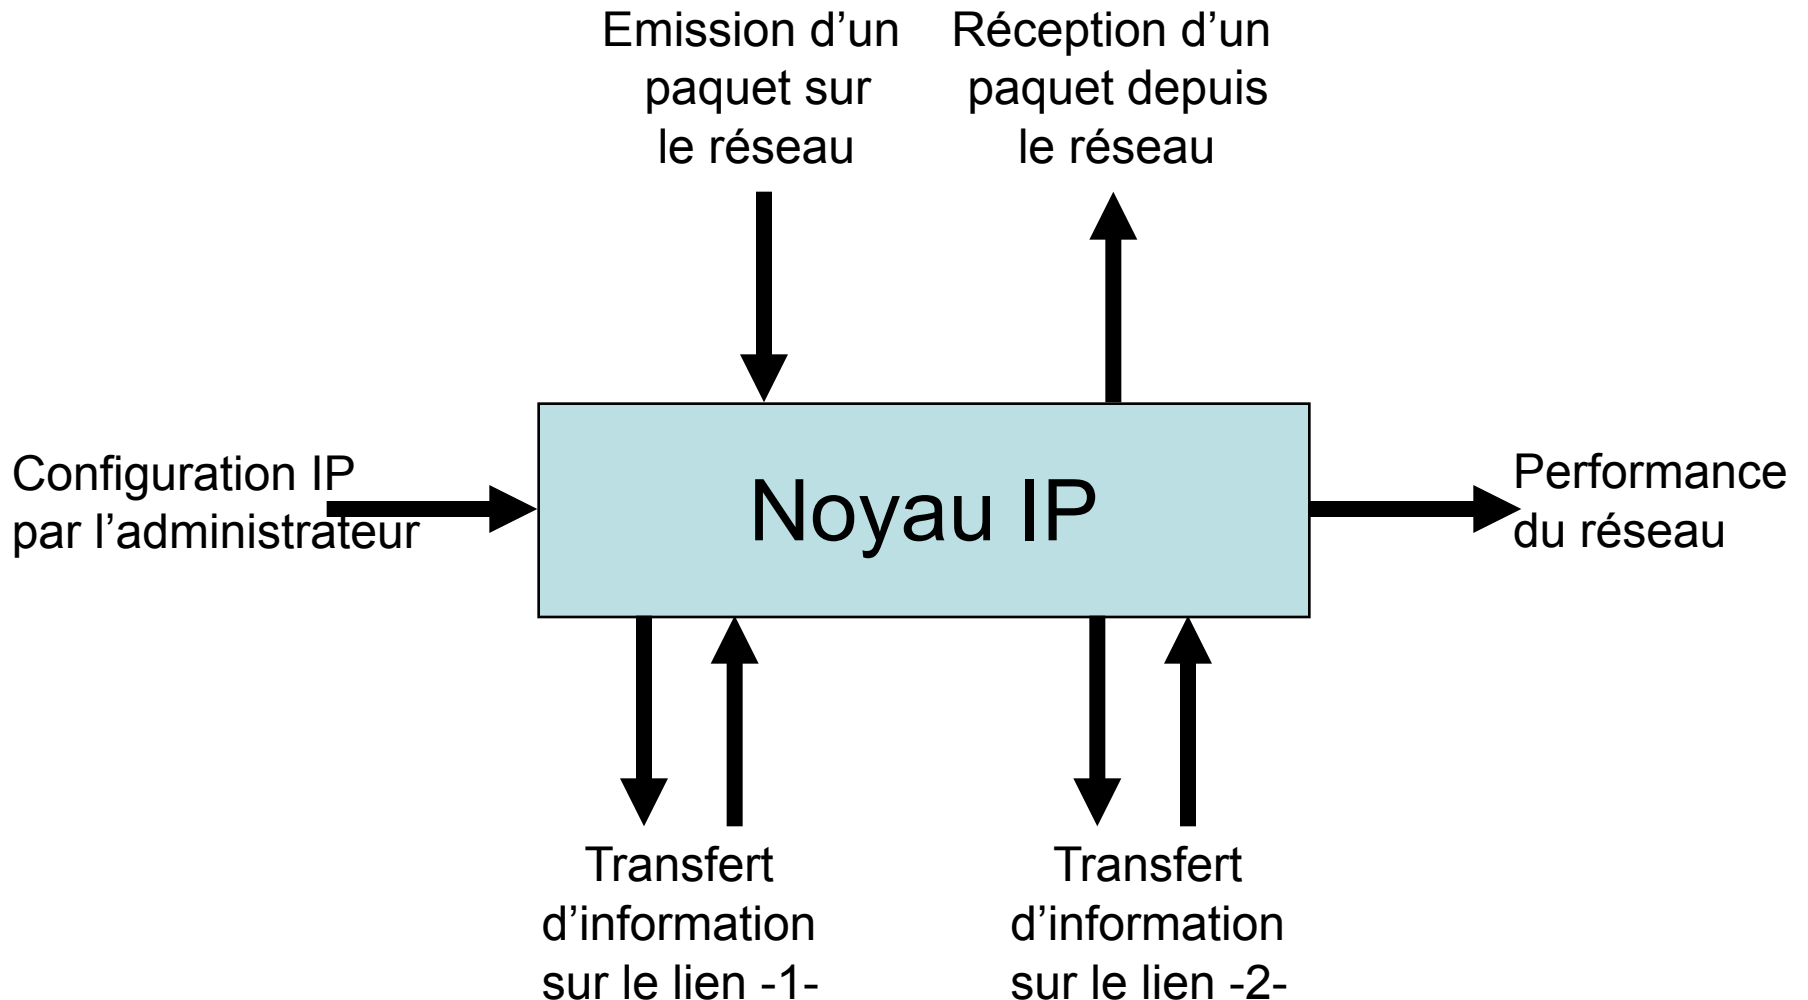 Emission d’un
paquet sur
le réseau
Réception d’un
paquet depuis
le réseau
Configuration IP
par l’administrateur
Noyau IP
Performance
du réseau
Transfert
d’information
sur le lien -1-
Transfert
d’information
sur le lien -2-